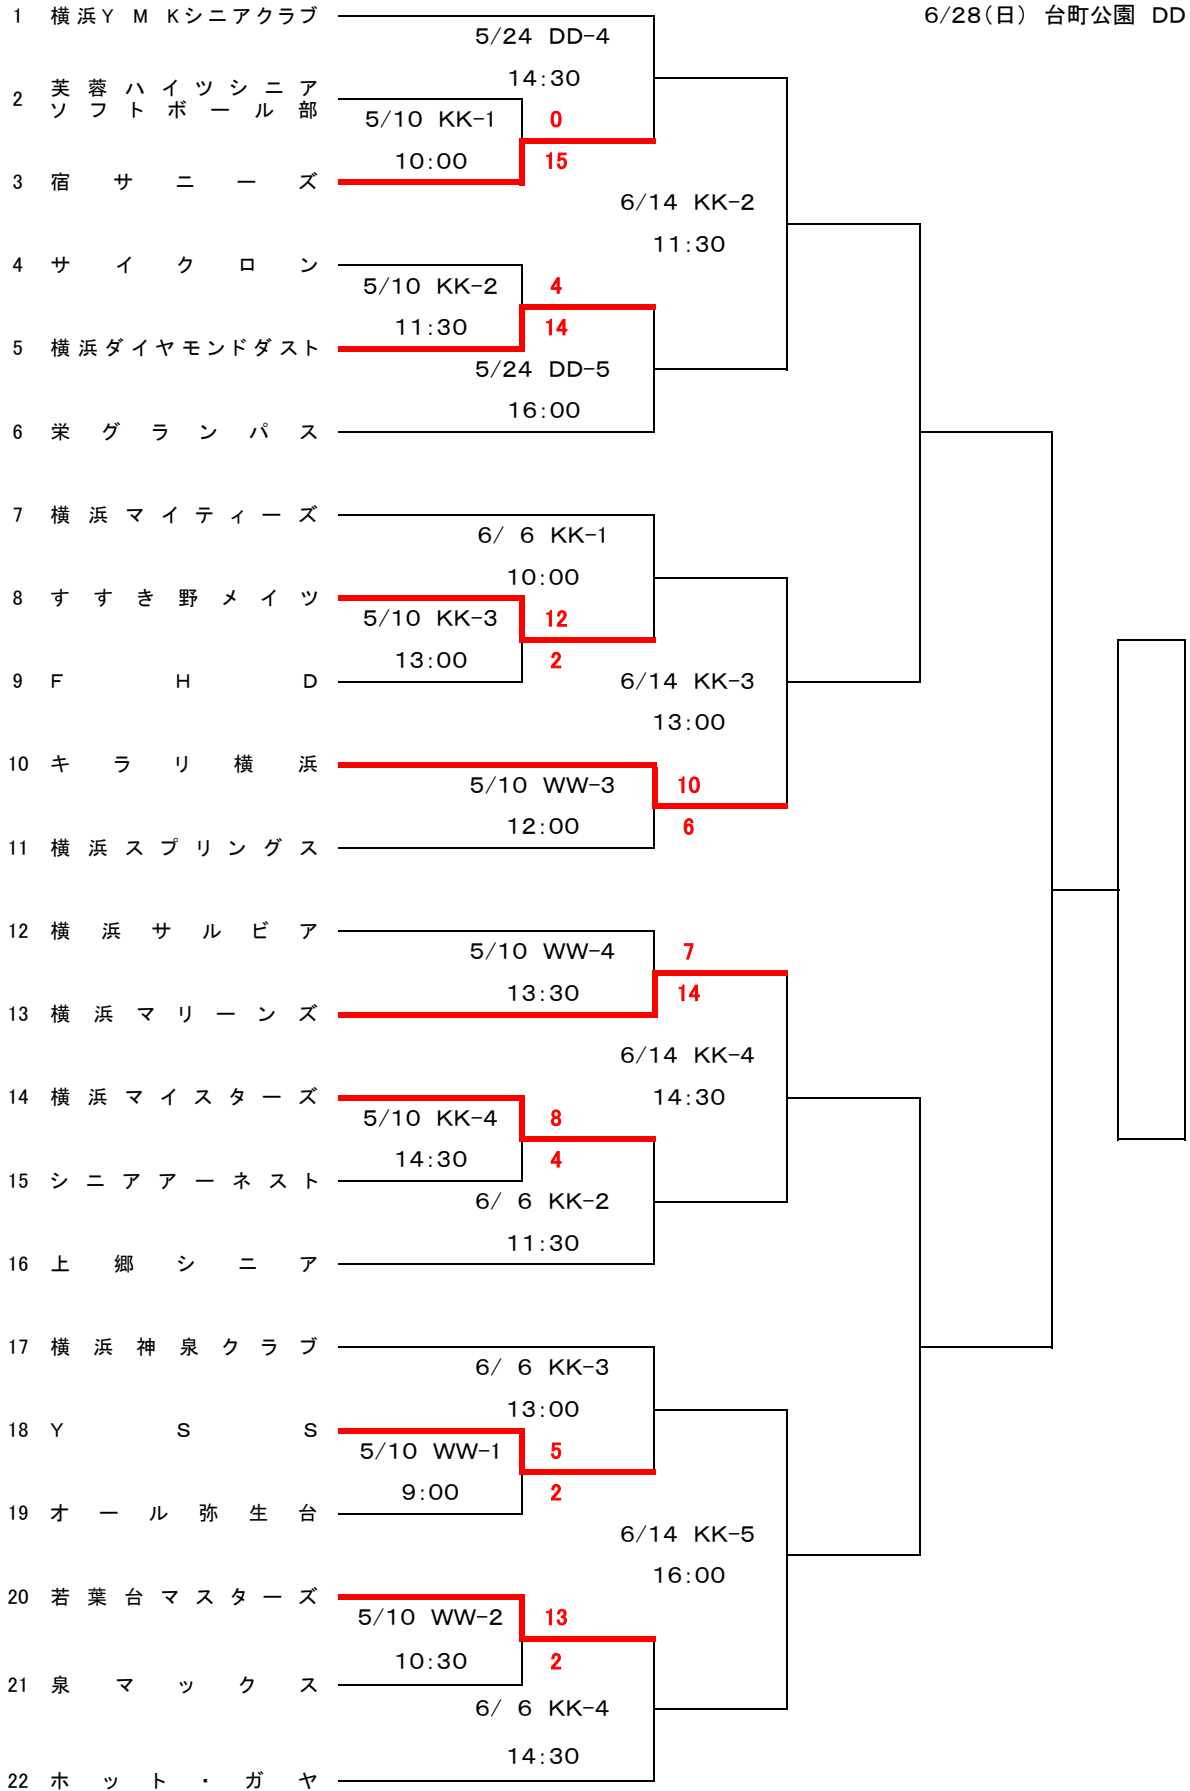 6/28(日) 台町公園 DD
1 横浜YMKシニアクラブ
5/24 DD-4
14:30
2 芙蓉ハイツシニア
ソフトボール部
5/10 KK-1 0
10:00 15
3 宿サニーズ
6/14 KK-2
11:30
4 サイクロン
5/10 KK-2 4
11:30 14
5 横浜ダイヤモンドダスト
5/24 DD-5
16:00
6 栄グランパス
7 横浜マイティーズ
6/ 6 KK-1
10:00
8 すすき野メイツ
5/10 KK-3 12
13:00 2
9 FHD
6/14 KK-3
13:00
10 キラリ横浜
5/10 WW-3 10
12:00 6
11 横浜スプリングス
12 横浜サルビア
5/10 WW-4 7
13:30 14
13 横浜マリーンズ
6/14 KK-4
14:30
14 横浜マイスターズ
5/10 KK-4 8
14:30 4
15 シニアアーネスト
6/ 6 KK-2
11:30
16 上郷シニア
17 横浜神泉クラブ
6/ 6 KK-3
13:00
18 YSS
5/10 WW-1 5
9:00 2
19 オール弥生台
6/14 KK-5
16:00
20 若葉台マスターズ
5/10 WW-2 13
10:30 2
21 泉マックス
6/ 6 KK-4
14:30
22 ホット・ガヤ